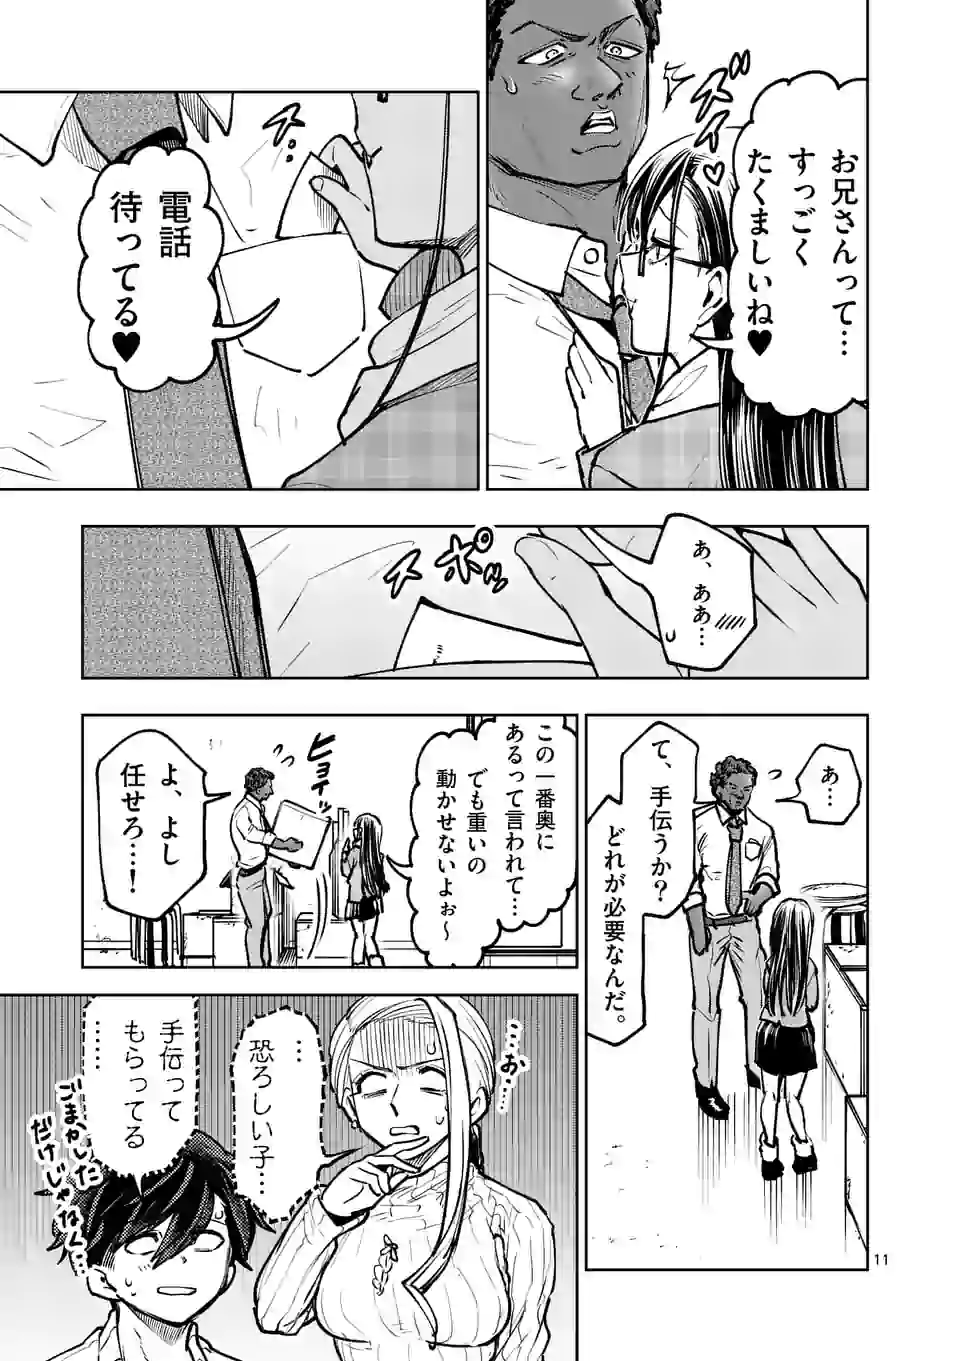 お兄さんって…
すっごく
たくましいね♥
ズイッ♡
電話
待ってる♥
ス…
あ、ああ…
スポッ
あ…
て、手伝うか？
どれが必要なんだ。
この一番奥に
あるって言われて…
でも重いの
動かせないよぉ～
ヒョイッ
よ、よし
任せろ…！
…お…
…恐ろしい子…
手伝って
もらってる
……
ごまかした
だけじゃなく…
11